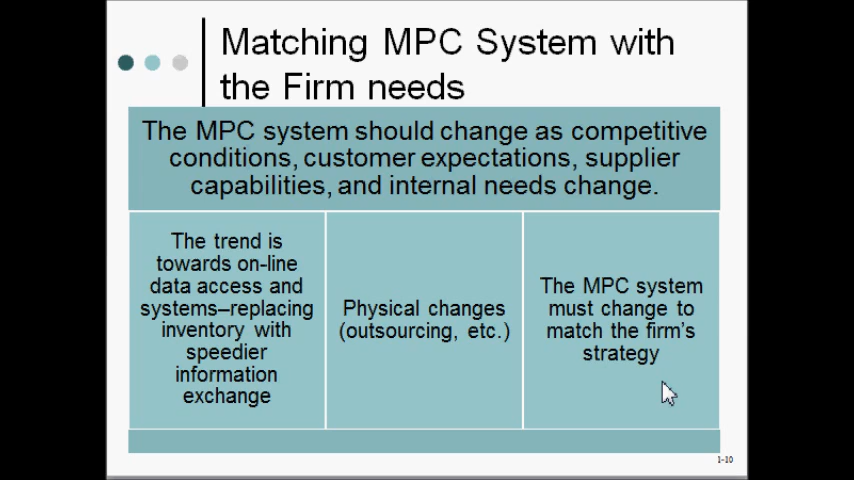 Matching MPC System with
the Firm needs
The MPC system should change as competitive
conditions, customer expectations, supplier
capabilities, and internal needs change.
The trend is
towards on-line
data access and
systems–replacing
inventory with
speedier
information
exchange
Physical changes
(outsourcing, etc.)
The MPC system
must change to
match the firm's
strategy
1-10